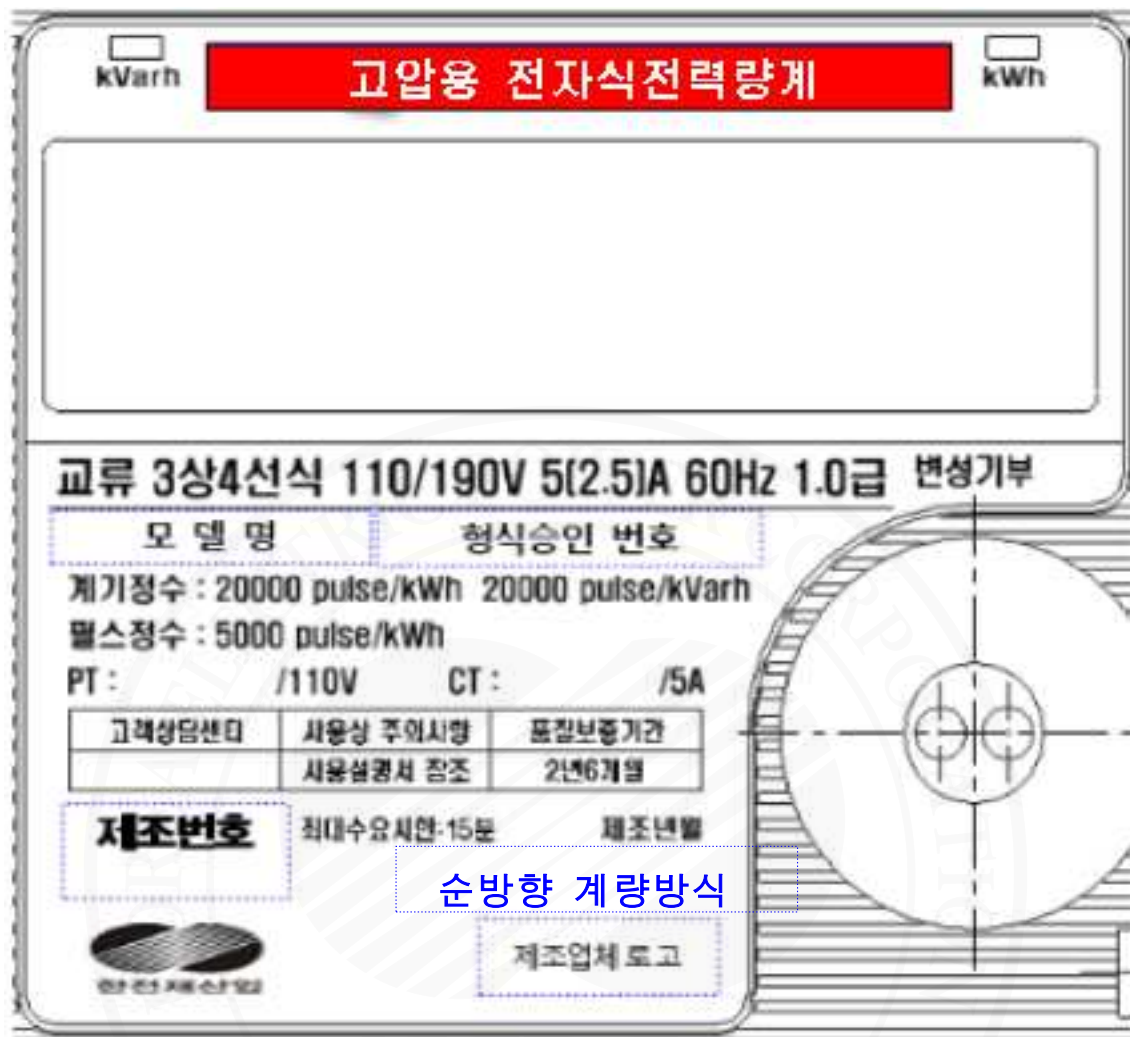 kVarh 고압용 전자식전력량계 kWh
교류 3상4선식 110/190V 5(2.5)A 60Hz 1.0급 변성기부
모 델 명 형식승인 번호
계기정수 : 20000 pulse/kWh 20000 pulse/kVarh
펄스정수 : 5000 pulse/kWh
PT : /110V CT : /5A
고객상담센터 사용상 주의사항 품질보증기간
사용설명서 참조 2년6개월
제조번호 최대수요시한:15분 제조년월
순방향 계량방식
제조업체 로고